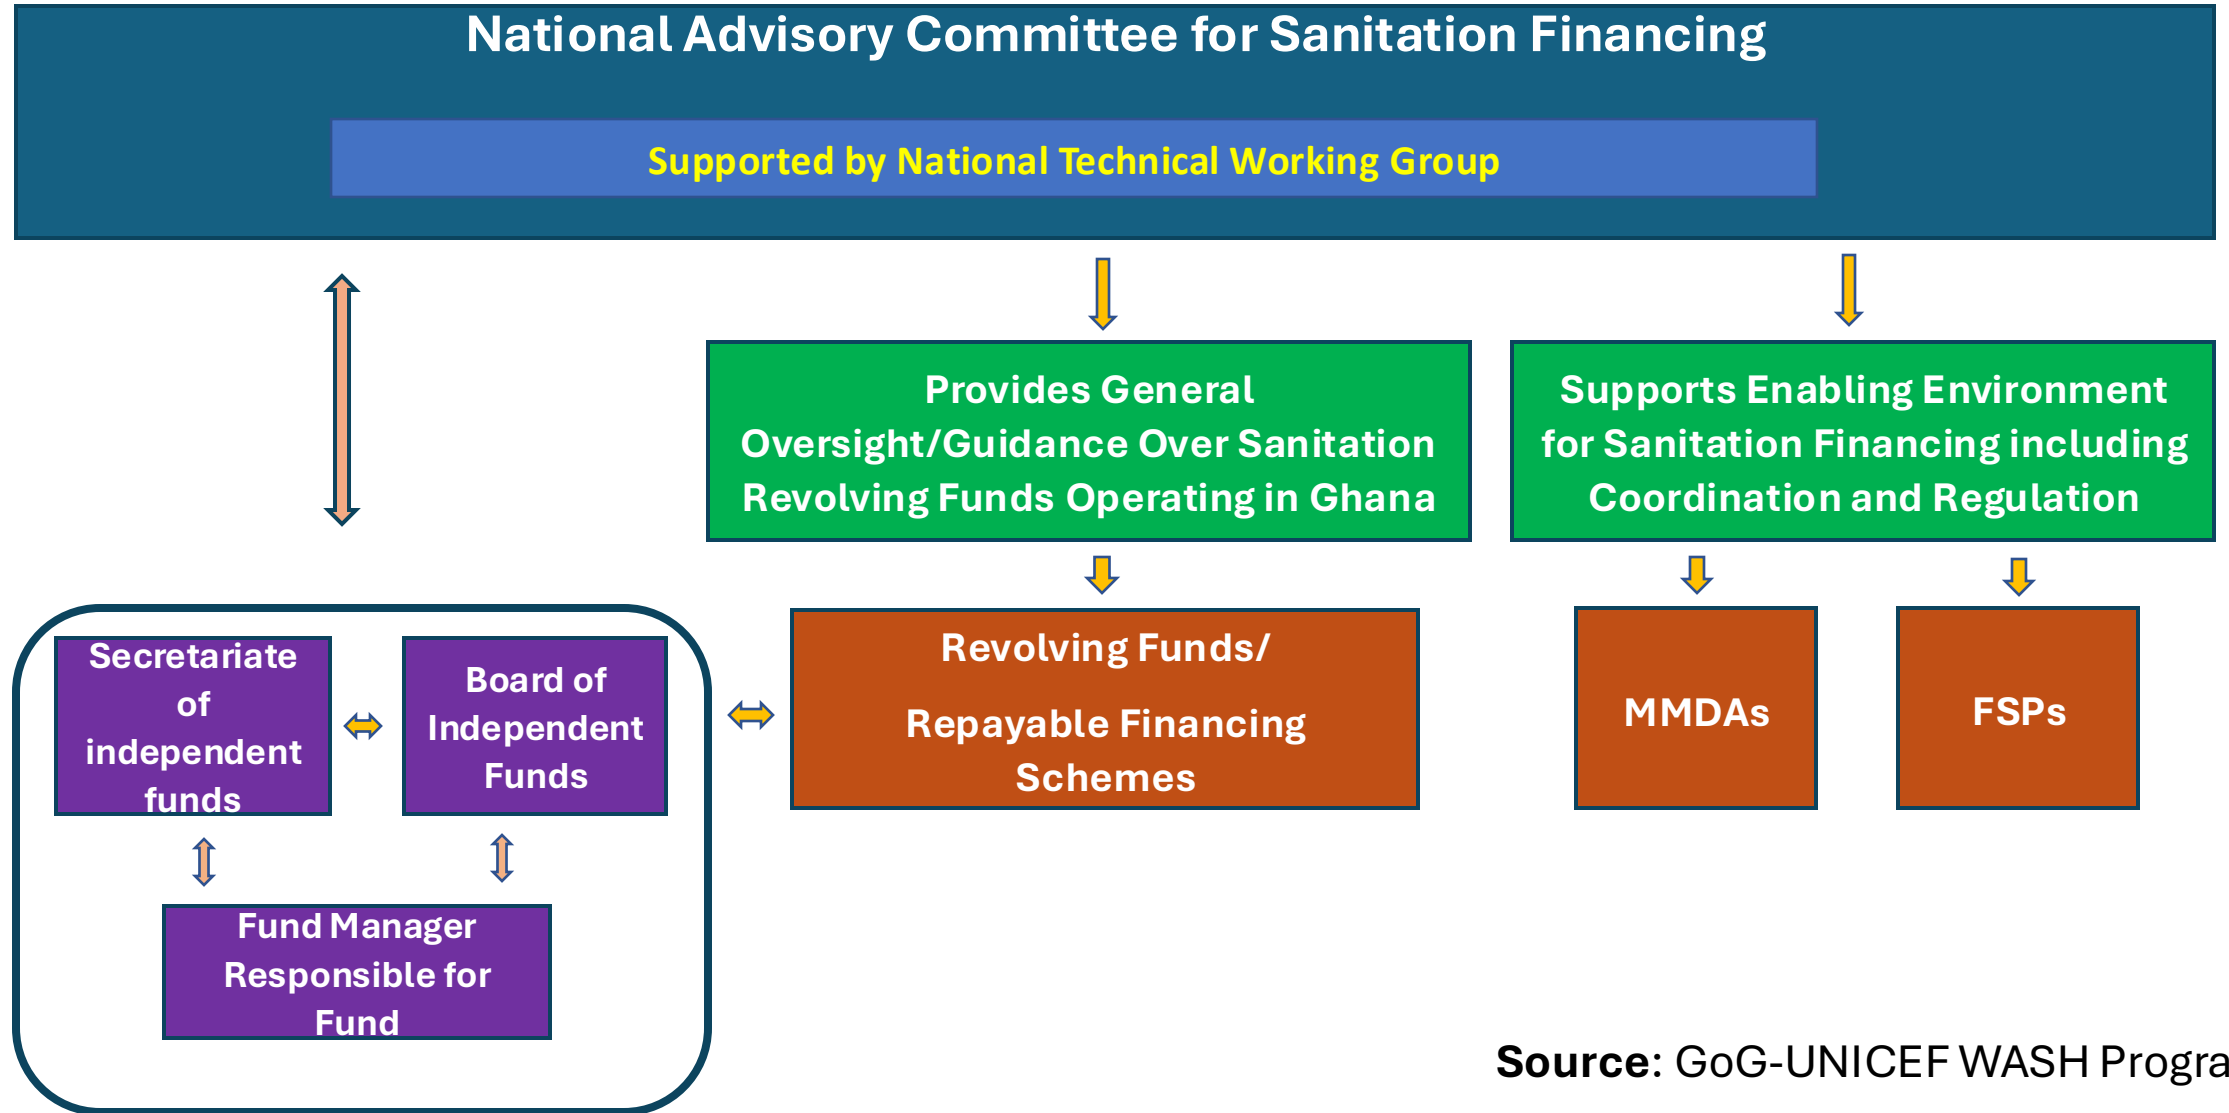 National Advisory Committee for Sanitation Financing
Supported by National Technical Working Group
Provides General
Oversight/Guidance Over Sanitation
Revolving Funds Operating in Ghana
Supports Enabling Environment
for Sanitation Financing including
Coordination and Regulation
Secretariate
of
independent
funds
Board of
Independent
Funds
Revolving Funds/
Repayable Financing
Schemes
MMDAs
FSPs
Fund Manager
Responsible for
Fund
Source: GoG-UNICEF WASH Progra